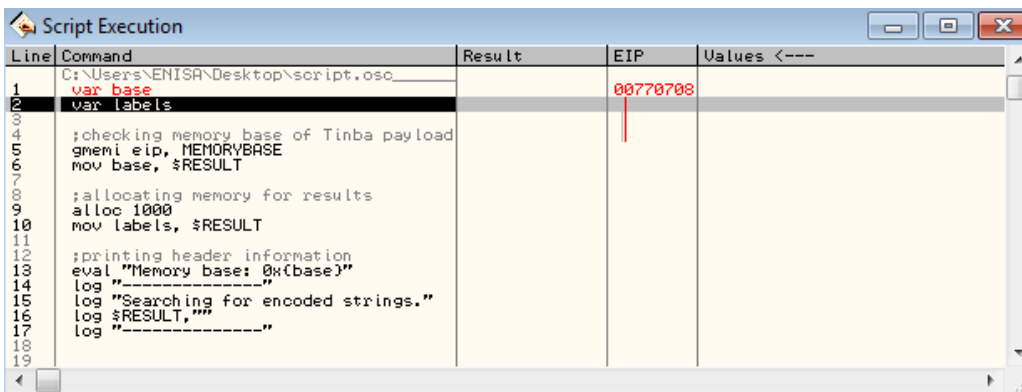 Script Execution
Line Command Result EIP Values <---
C:\Users\ENISA\Desktop\script.osc
1 var base 00770708
2 var labels
3
4 ;checking memory base of Tinba payload
5 gmemi eip, MEMORYBASE
6 mov base, $RESULT
7
8 ;allocating memory for results
9 alloc 1000
10 mov labels, $RESULT
11
12 ;printing header information
13 eval "Memory base: 0x{base}"
14 log "--------------"
15 log "Searching for encoded strings."
16 log $RESULT,""
17 log "--------------"
18
19